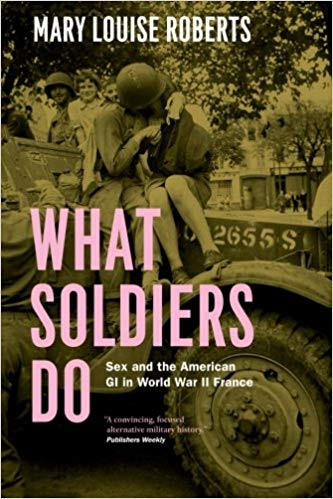 MARY LOUISE ROBERTS
2655 S
WHAT
SOLDIERS
DO
Sex and the American
GI in World War II France
"A convincing, focused
alternative military history."
Publishers Weekly